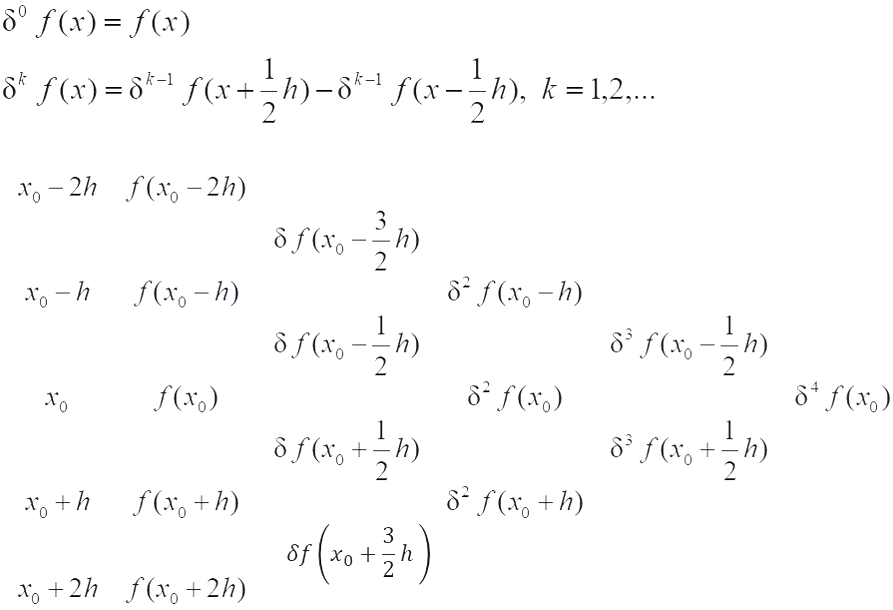 δ⁰ f(x) = f(x)
δᵏ f(x) = δᵏ⁻¹ f(x + 1/2 h) − δᵏ⁻¹ f(x − 1/2 h), k = 1,2,...
x₀ − 2h f(x₀ − 2h)
δ f(x₀ − 3/2 h)
x₀ − h f(x₀ − h) δ² f(x₀ − h)
δ f(x₀ − 1/2 h) δ³ f(x₀ − 1/2 h)
x₀ f(x₀) δ² f(x₀) δ⁴ f(x₀)
δ f(x₀ + 1/2 h) δ³ f(x₀ + 1/2 h)
x₀ + h f(x₀ + h) δ² f(x₀ + h)
δf(x₀ + 3/2 h)
x₀ + 2h f(x₀ + 2h)